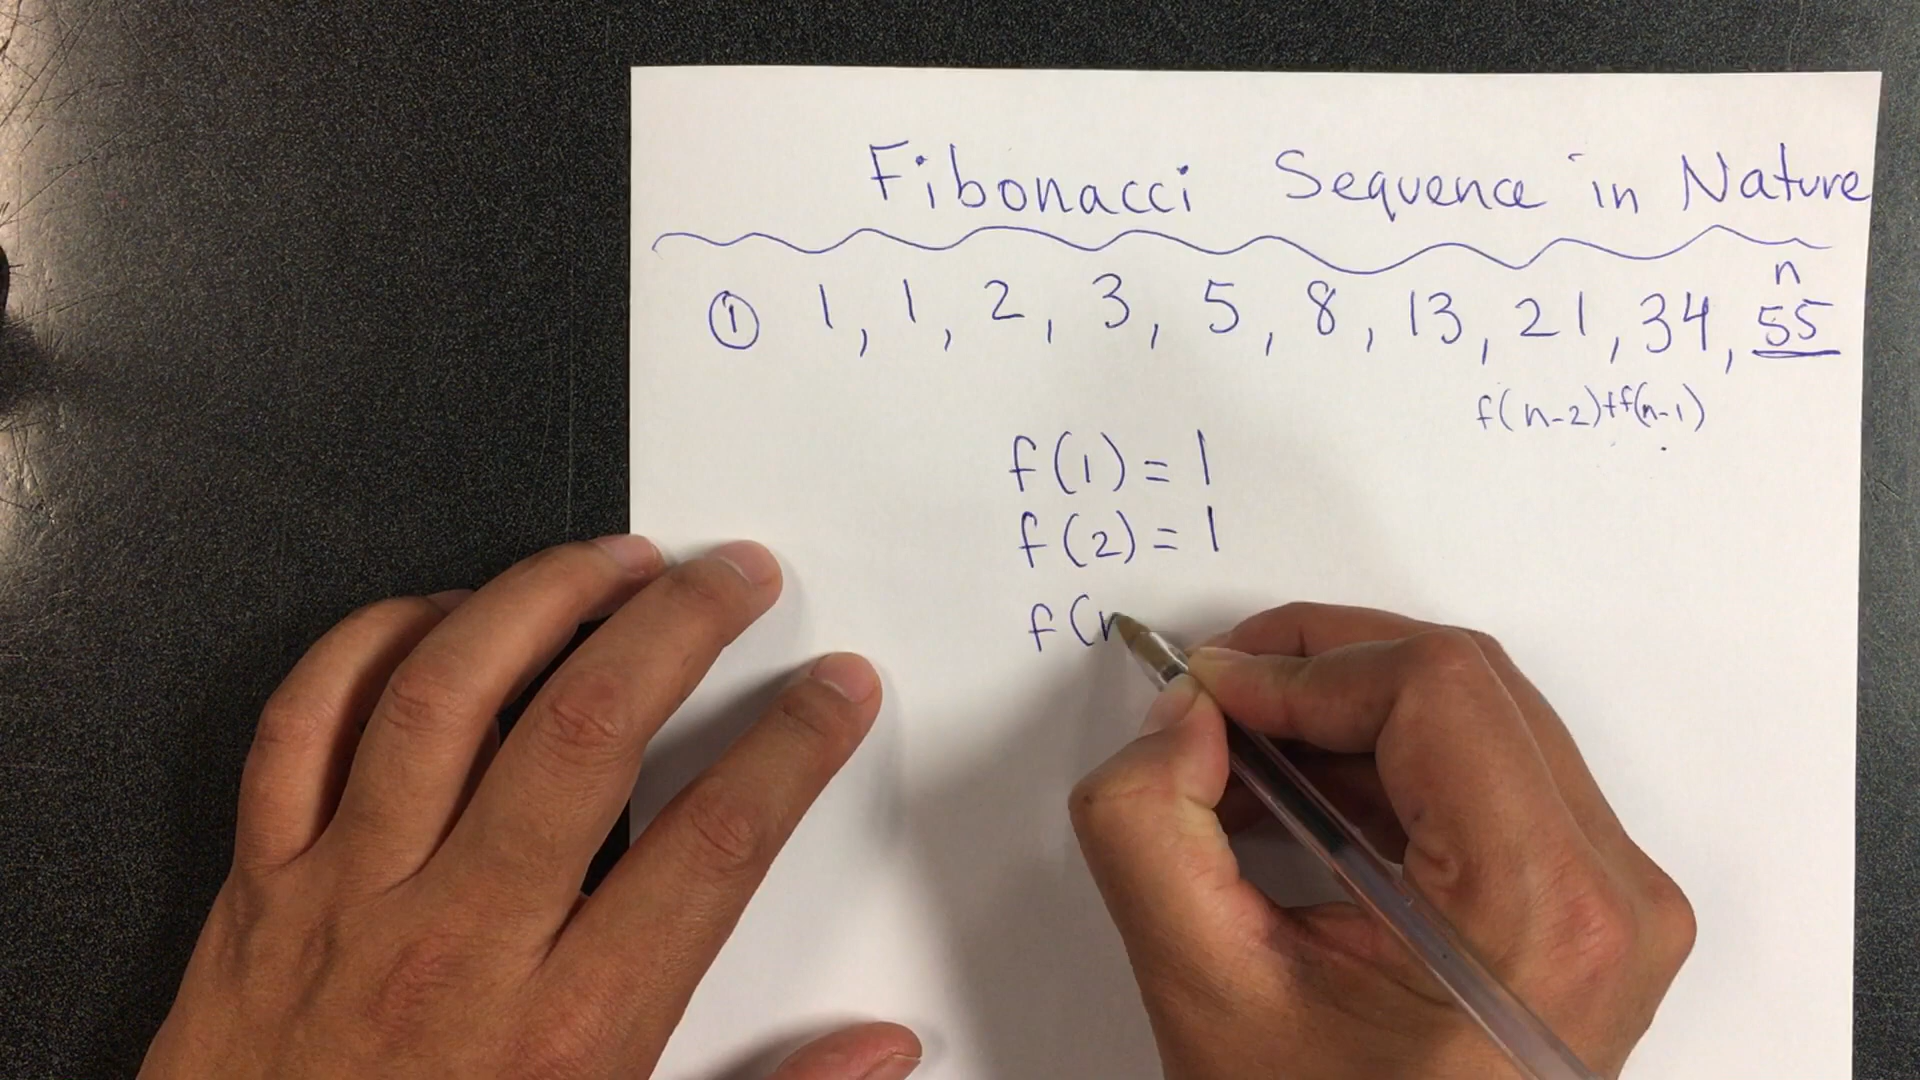 Fibonacci Sequence in Nature
n
① 1, 1, 2, 3, 5, 8, 13, 21, 34, 55
f(n-2)+f(n-1)
f(1) = 1
f(2) = 1
f(n